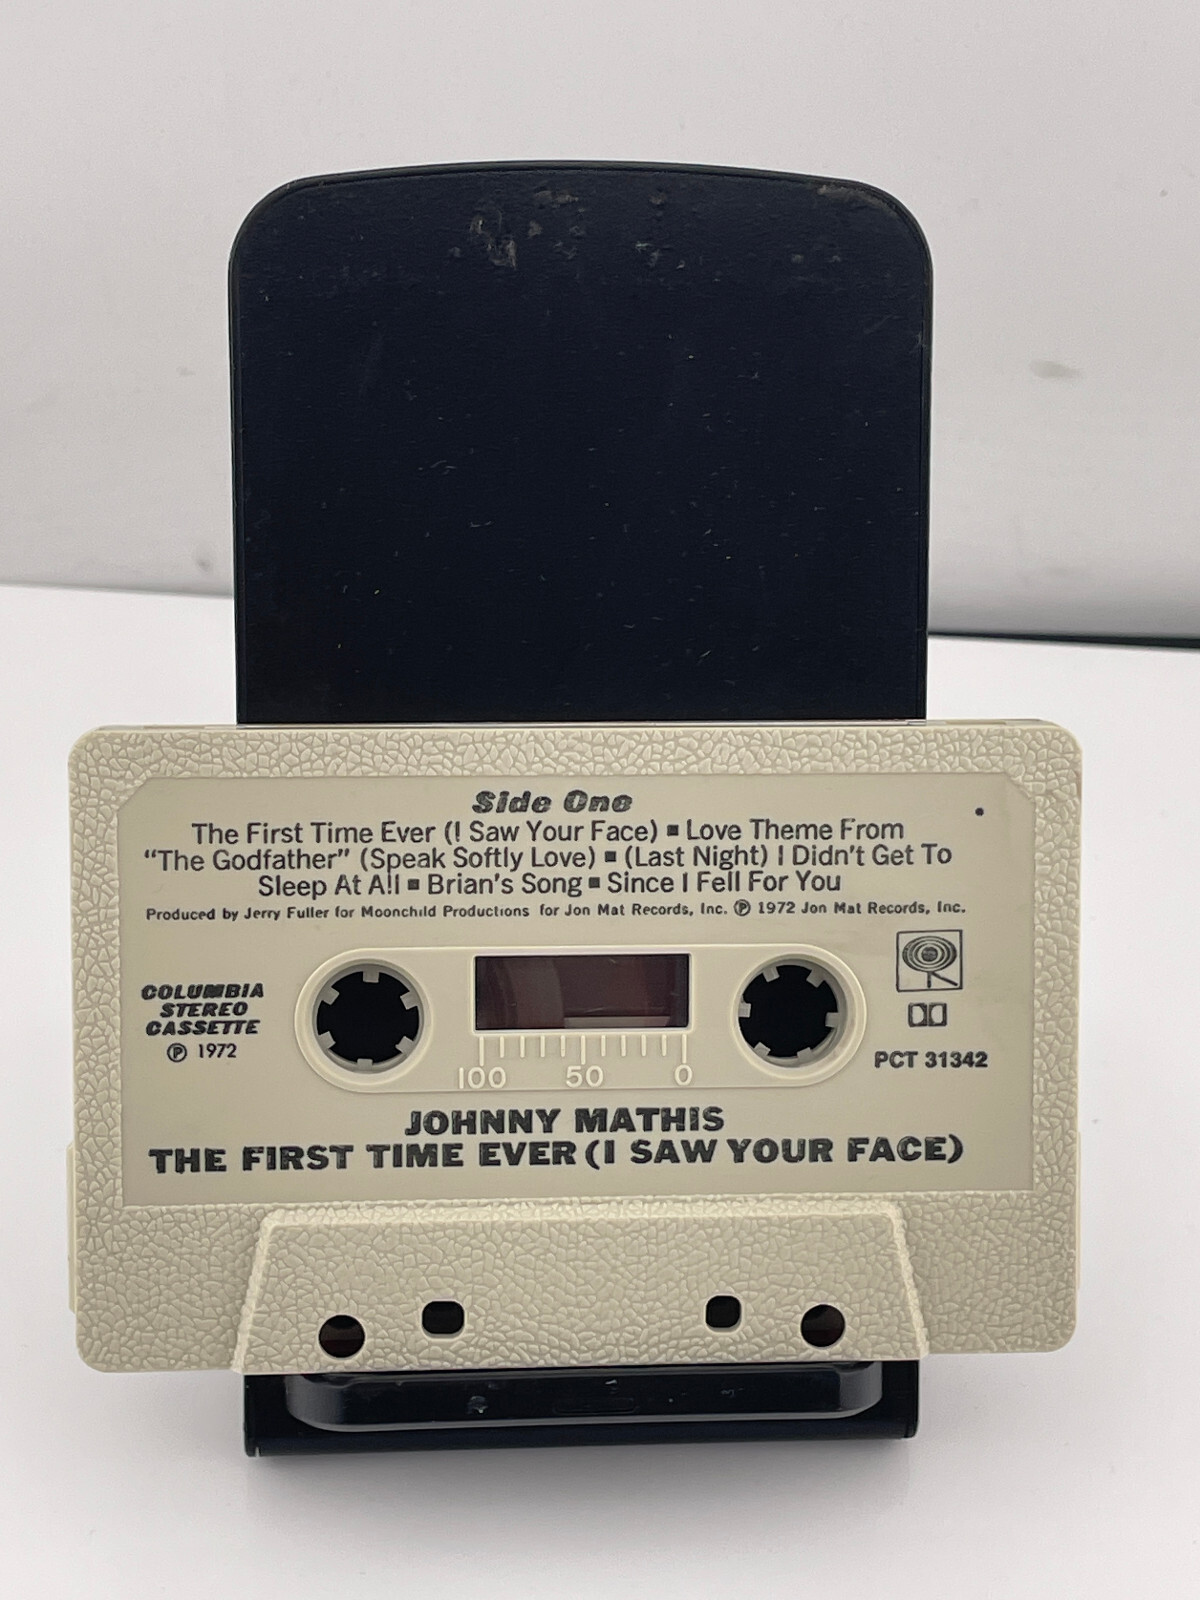 Side One
The First Time Ever (I Saw Your Face) ▪ Love Theme From
“The Godfather” (Speak Softly Love) ▪ (Last Night) I Didn't Get To
Sleep At All ▪ Brian's Song ▪ Since I Fell For You
Produced by Jerry Fuller for Moonchild Productions for Jon Mat Records, Inc. ℗ 1972 Jon Mat Records, Inc.
COLUMBIA
STEREO
CASSETTE
℗ 1972
100 50 0
PCT 31342
JOHNNY MATHIS
THE FIRST TIME EVER (I SAW YOUR FACE)